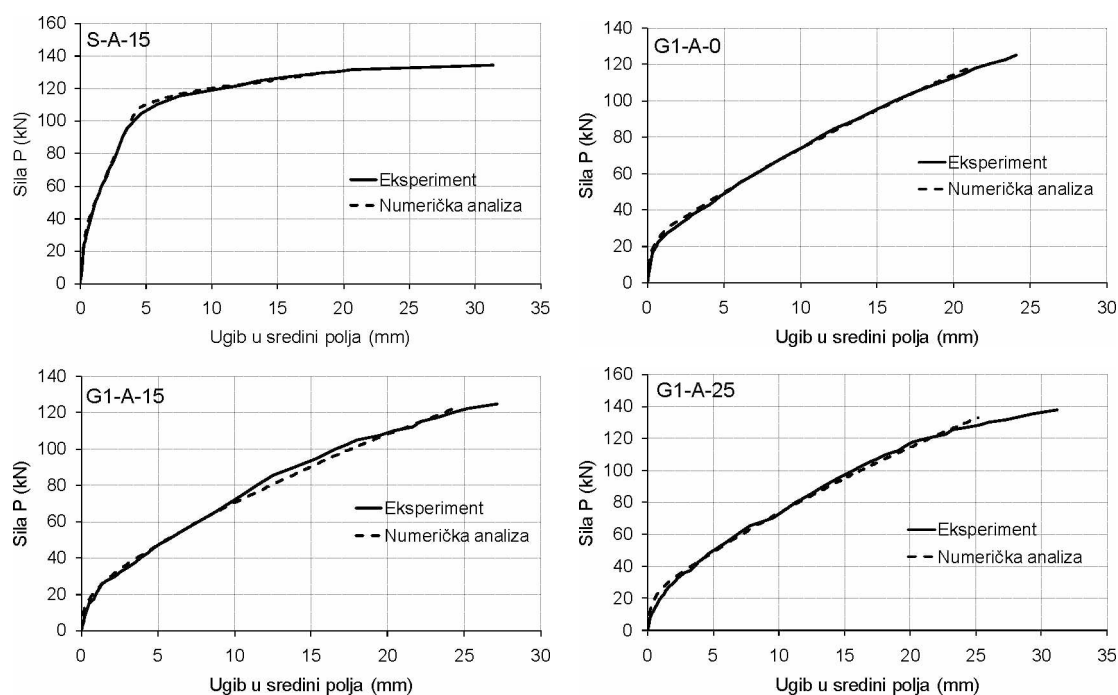 S-A-15
Sila P (kN)
160
140
120
100
80
60
40
20
0
Eksperiment
Numerička analiza
0 5 10 15 20 25 30 35
Ugib u sredini polja (mm)
G1-A-0
Sila P (kN)
140
120
100
80
60
40
20
0
Eksperiment
Numerička analiza
0 5 10 15 20 25 30
Ugib u sredini polja (mm)
G1-A-15
Sila P (kN)
140
120
100
80
60
40
20
0
Eksperiment
Numerička analiza
0 5 10 15 20 25 30
Ugib u sredini polja (mm)
G1-A-25
Sila P (kN)
160
140
120
100
80
60
40
20
0
Eksperiment
Numerička analiza
0 5 10 15 20 25 30 35
Ugib u sredini polja (mm)